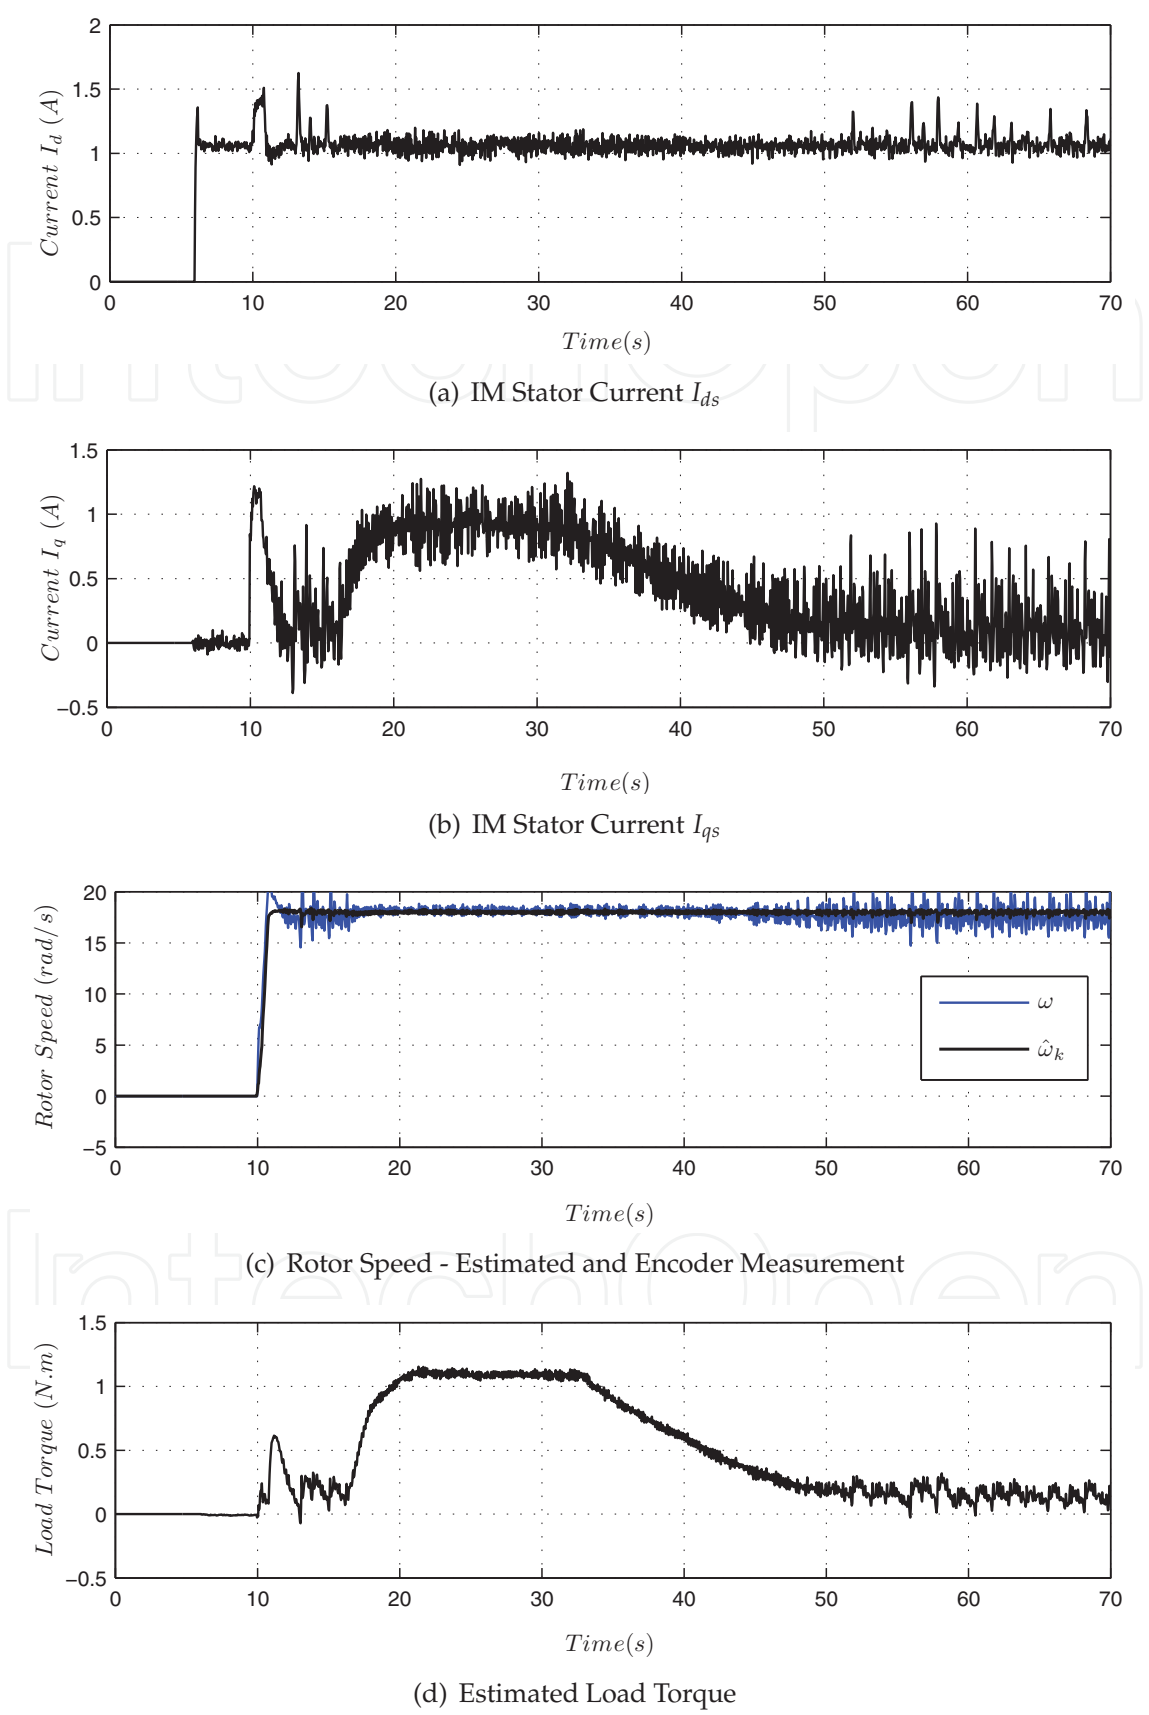 2
1.5
1
0.5
0
Current I_d (A)
0 10 20 30 40 50 60 70
Time(s)
(a) IM Stator Current I_ds
1.5
1
0.5
0
−0.5
Current I_q (A)
0 10 20 30 40 50 60 70
Time(s)
(b) IM Stator Current I_qs
20
15
10
5
0
−5
Rotor Speed (rad/s)
ω
ω̂_k
0 10 20 30 40 50 60 70
Time(s)
(c) Rotor Speed - Estimated and Encoder Measurement
1.5
1
0.5
0
−0.5
Load Torque (N.m)
0 10 20 30 40 50 60 70
Time(s)
(d) Estimated Load Torque
IntechOpen
IntechOpen